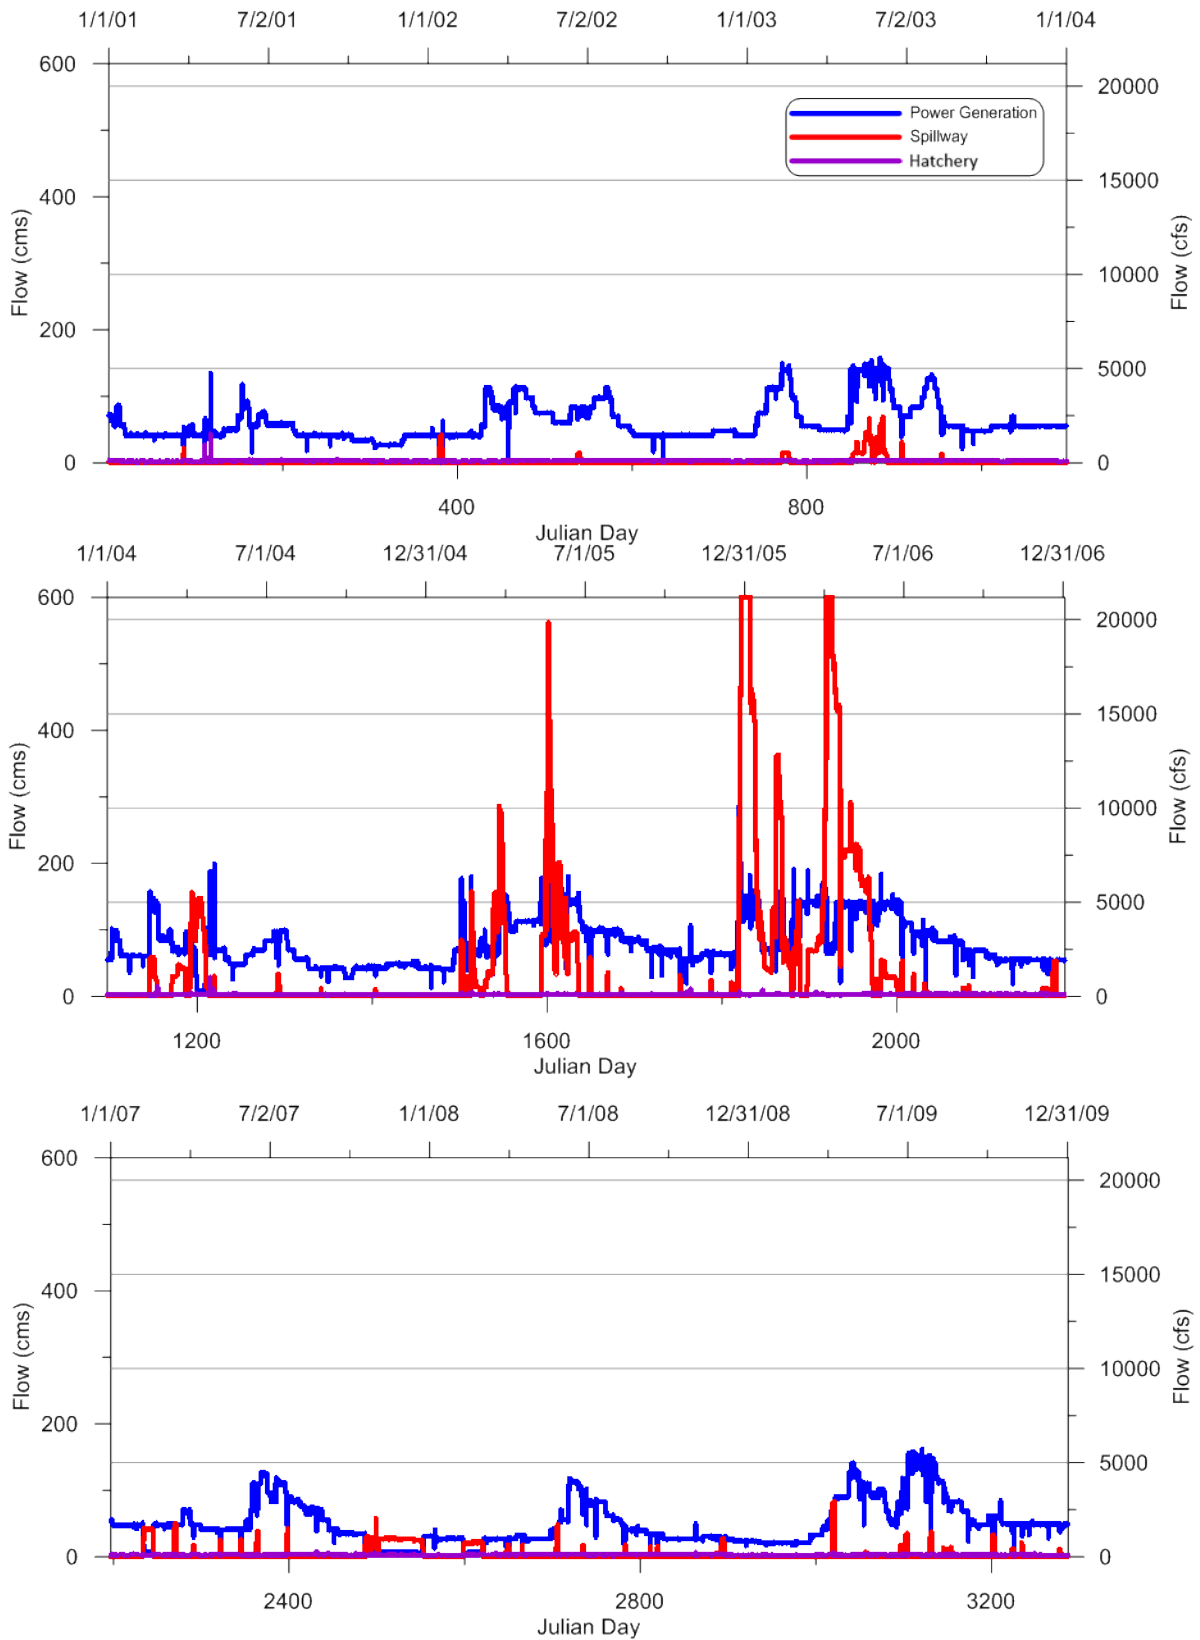 1/1/01 7/2/01 1/1/02 7/2/02 1/1/03 7/2/03 1/1/04
600
20000
Power Generation
Spillway
Hatchery
15000
400
Flow (cms)
Flow (cfs)
10000
200
5000
0 0
400 800
Julian Day
1/1/04 7/1/04 12/31/04 7/1/05 12/31/05 7/1/06 12/31/06
600
20000
15000
400
Flow (cms)
Flow (cfs)
10000
200
5000
0 0
1200 1600 2000
Julian Day
1/1/07 7/2/07 1/1/08 7/1/08 12/31/08 7/1/09 12/31/09
600
20000
15000
400
Flow (cms)
Flow (cfs)
10000
200
5000
0 0
2400 2800 3200
Julian Day